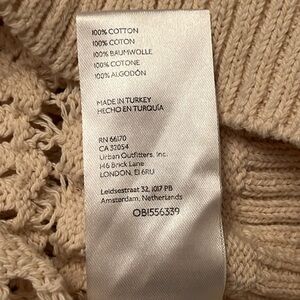 100% COTTON
100% COTON
100% BAUMWOLLE
100% COTONE
100% ALGODÓN
MADE IN TURKEY
HECHO EN TURQUÍA
RN 66170
CA 32054
Urban Outfitters, Inc.
146 Brick Lane
LONDON, E1 6RU
Leidsestraat 32, 1017 PB
Amsterdam, Netherlands
OB1556339